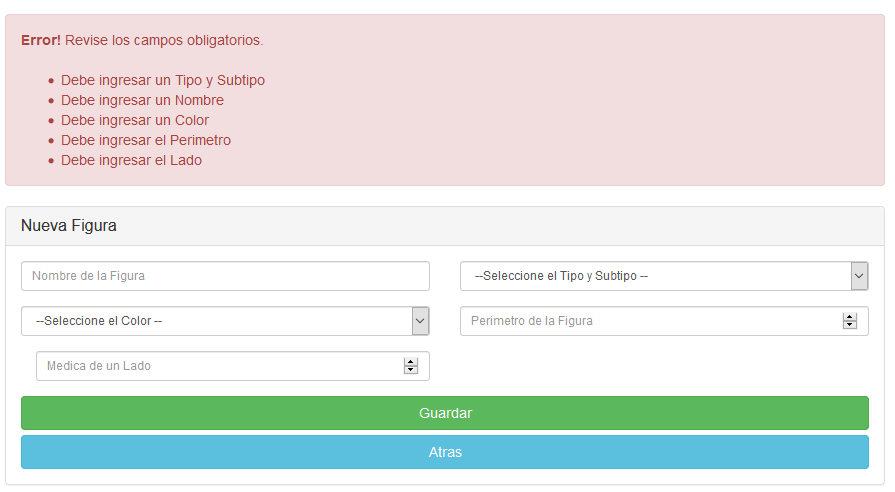 Error! Revise los campos obligatorios.
Debe ingresar un Tipo y Subtipo
Debe ingresar un Nombre
Debe ingresar un Color
Debe ingresar el Perimetro
Debe ingresar el Lado
Nueva Figura
Nombre de la Figura
--Seleccione el Tipo y Subtipo --
--Seleccione el Color --
Perimetro de la Figura
Medica de un Lado
Guardar
Atras